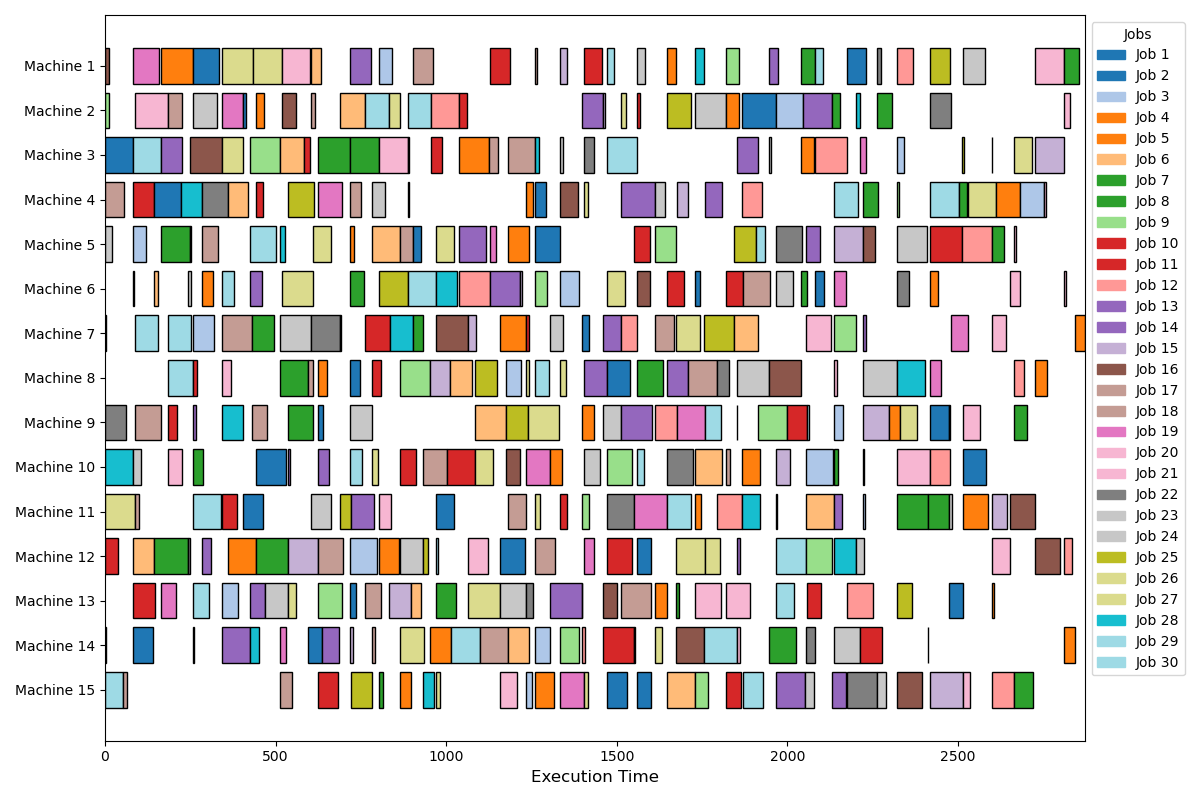 Machine 1
Machine 2
Machine 3
Machine 4
Machine 5
Machine 6
Machine 7
Machine 8
Machine 9
Machine 10
Machine 11
Machine 12
Machine 13
Machine 14
Machine 15
0
500
1000
1500
2000
2500
Execution Time
Jobs
Job 1
Job 2
Job 3
Job 4
Job 5
Job 6
Job 7
Job 8
Job 9
Job 10
Job 11
Job 12
Job 13
Job 14
Job 15
Job 16
Job 17
Job 18
Job 19
Job 20
Job 21
Job 22
Job 23
Job 24
Job 25
Job 26
Job 27
Job 28
Job 29
Job 30